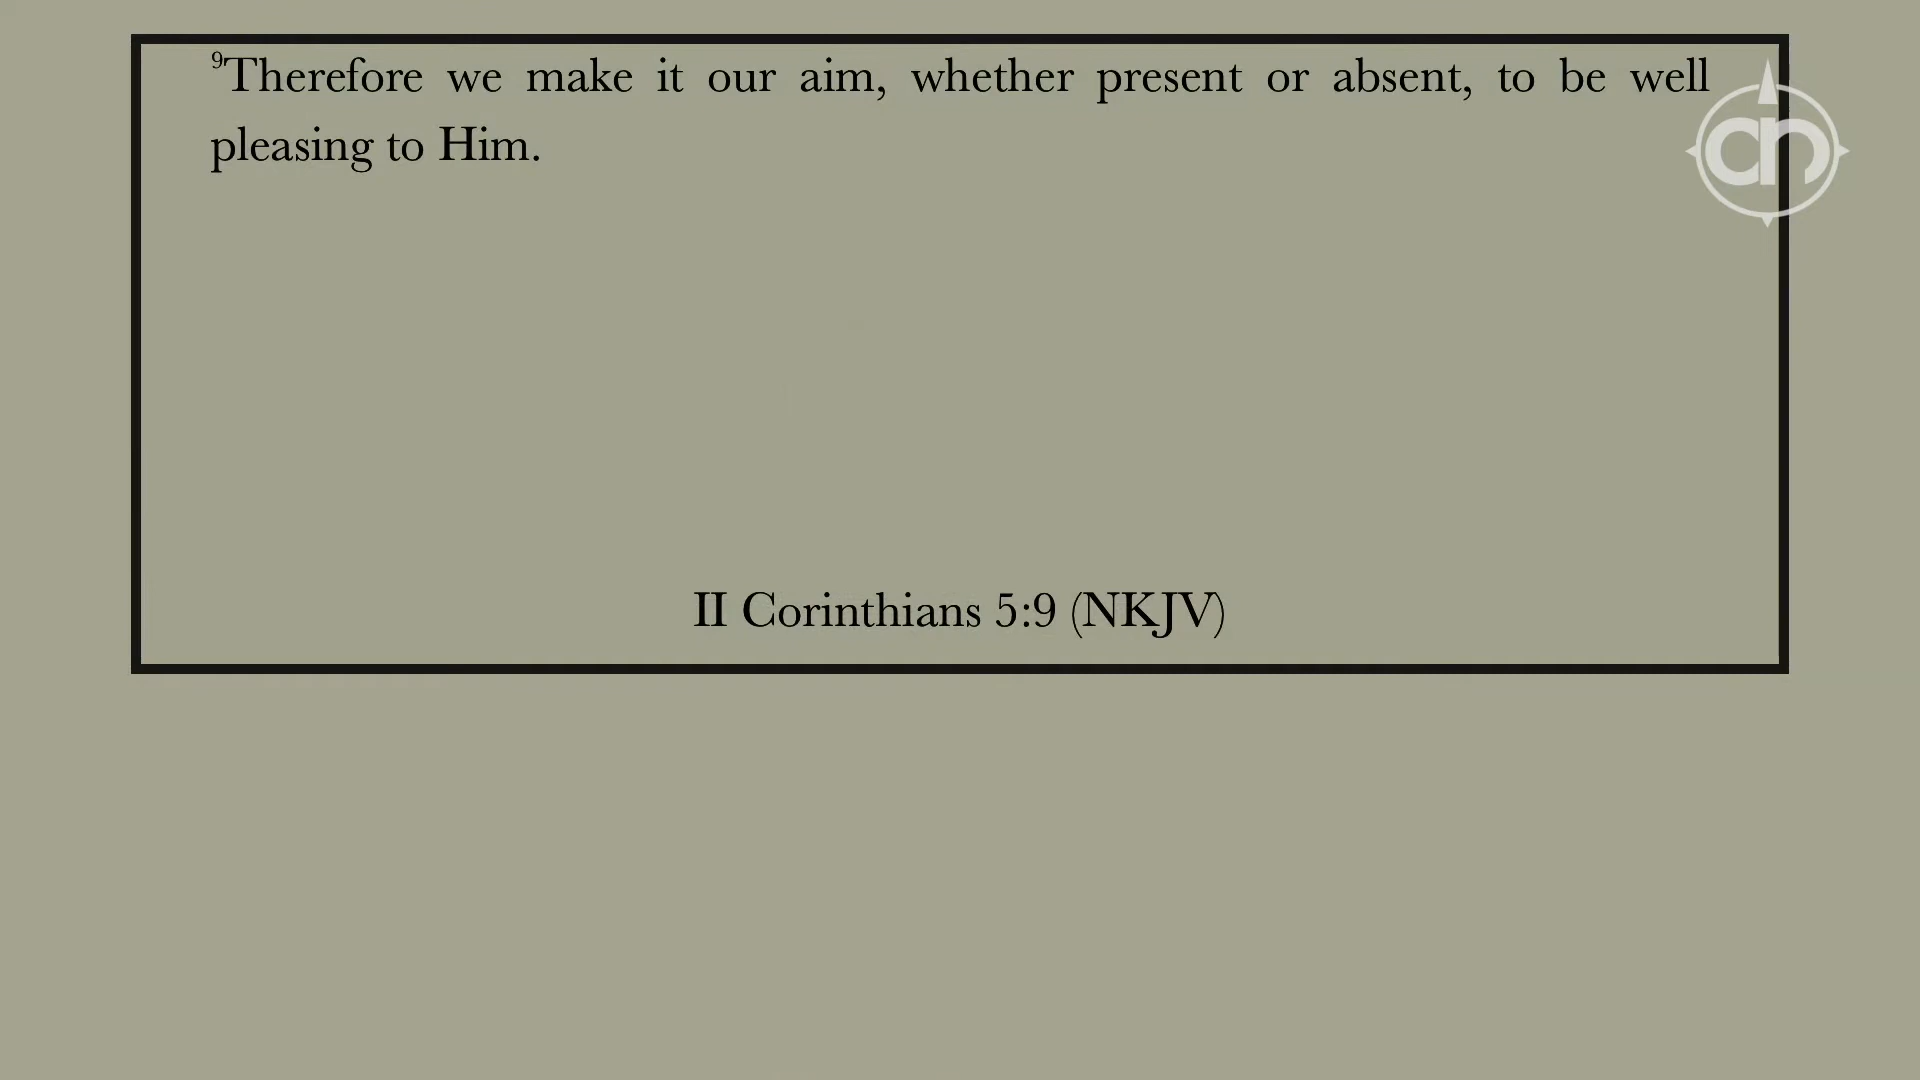 ⁹Therefore we make it our aim, whether present or absent, to be well
pleasing to Him.
II Corinthians 5:9 (NKJV)